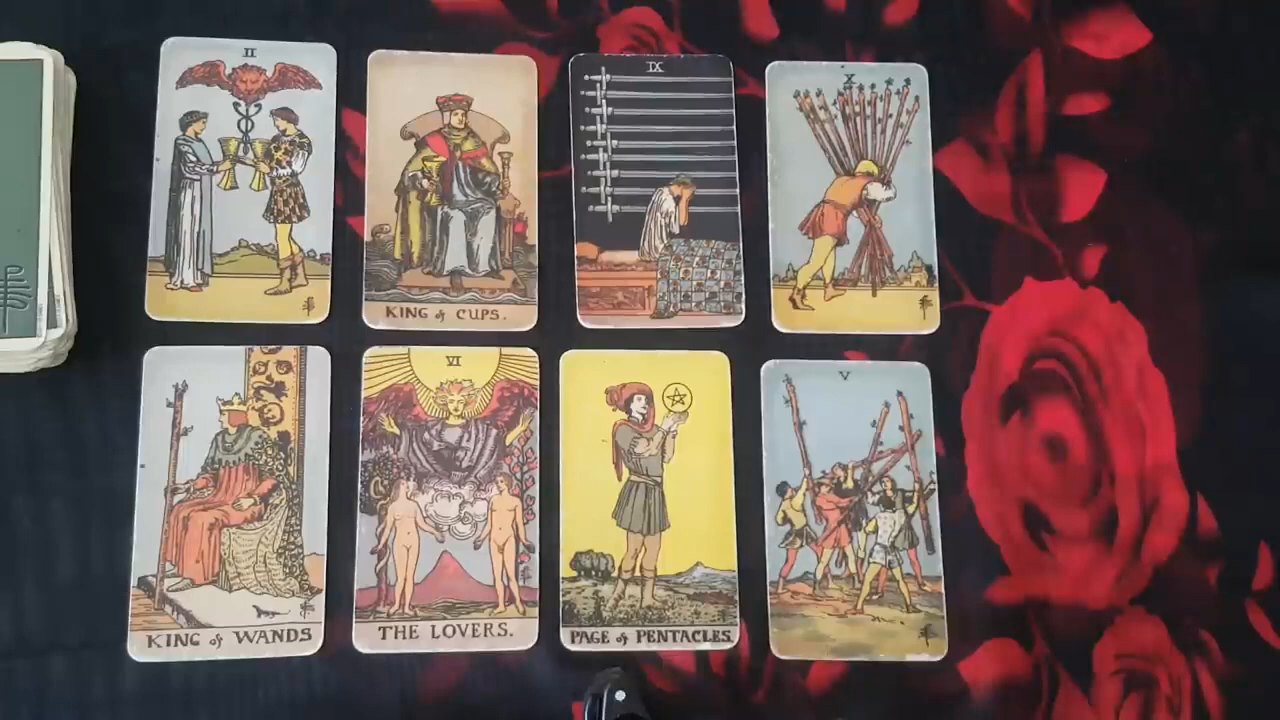 II
KING of CUPS.
IX
X
KING of WANDS
VI
THE LOVERS.
PAGE of PENTACLES.
V